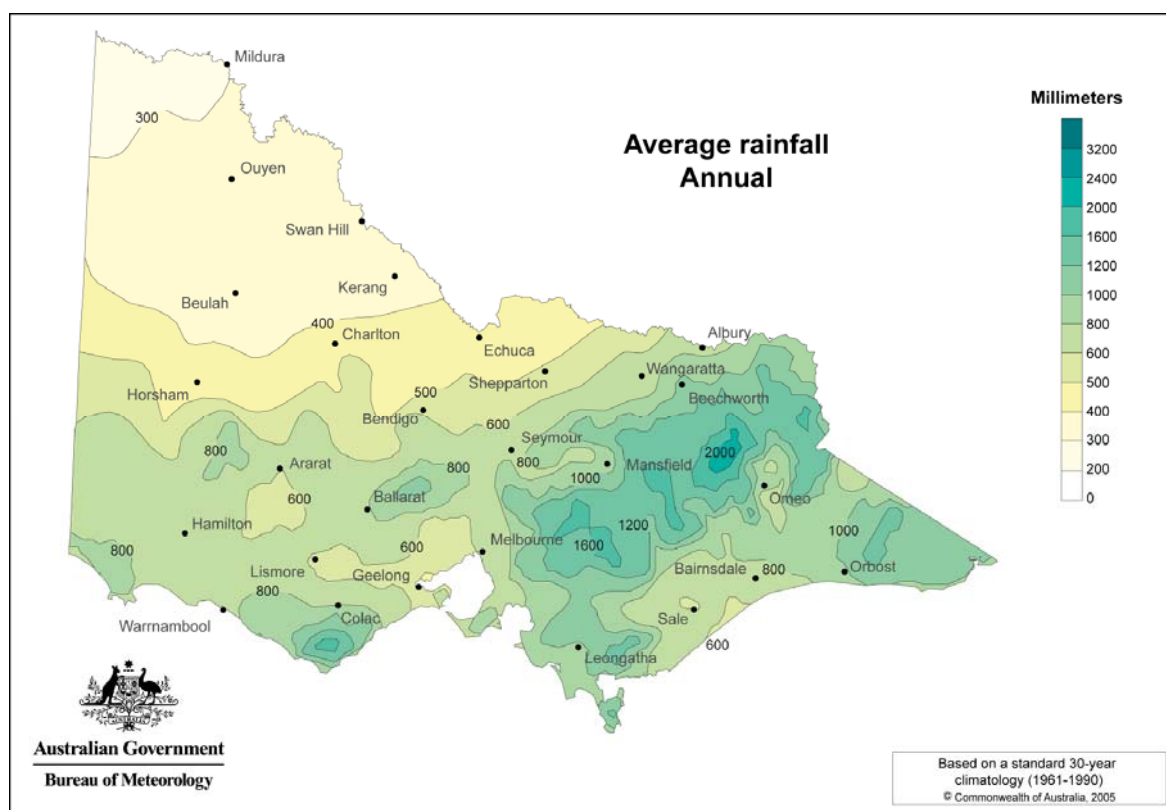 Average rainfall
Annual
Millimeters
3200
2400
2000
1600
1200
1000
800
600
500
400
300
200
0
Mildura
300
Ouyen
Swan Hill
Kerang
Beulah
400
Charlton
Echuca
Albury
Horsham
500
Shepparton
Wangaratta
Beechworth
Bendigo
600
Seymour
800
800
800
2000
Ararat
1000
Mansfield
600
Ballarat
Omeo
Hamilton
1200
1000
800
600
Melbourne
1600
Lismore
Geelong
Bairnsdale
800
Orbost
800
Warrnambool
Colac
Sale
600
Leongatha
AUSTRALIA
Australian Government
Bureau of Meteorology
Based on a standard 30-year
climatology (1961-1990)
© Commonwealth of Australia, 2005